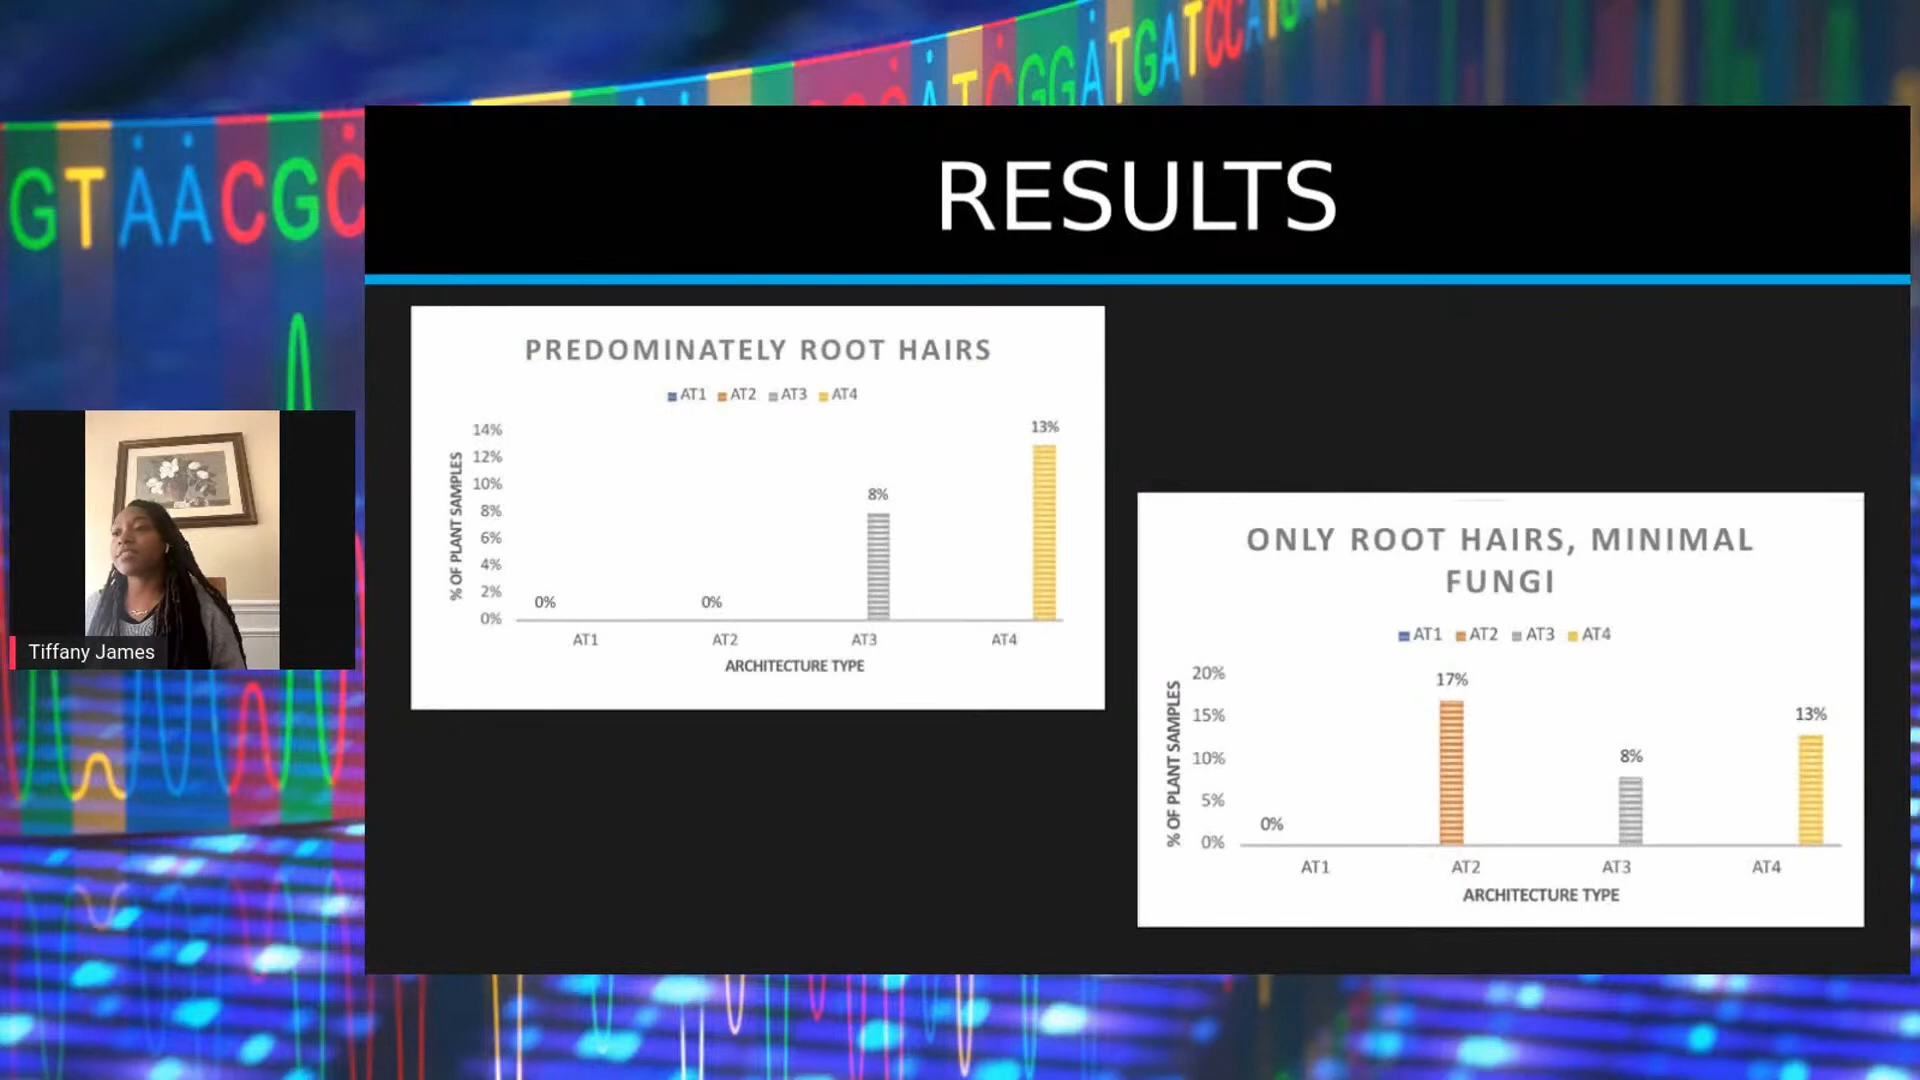 GTAACGC
ATCGGATGATCCATG
RESULTS
PREDOMINATELY ROOT HAIRS
AT1 AT2 AT3 AT4
% OF PLANT SAMPLES
14%
12%
10%
8%
6%
4%
2%
0%
0%
0%
8%
13%
AT1 AT2 AT3 AT4
ARCHITECTURE TYPE
Tiffany James
ONLY ROOT HAIRS, MINIMAL
FUNGI
AT1 AT2 AT3 AT4
% OF PLANT SAMPLES
20%
15%
10%
5%
0%
0%
17%
8%
13%
AT1 AT2 AT3 AT4
ARCHITECTURE TYPE